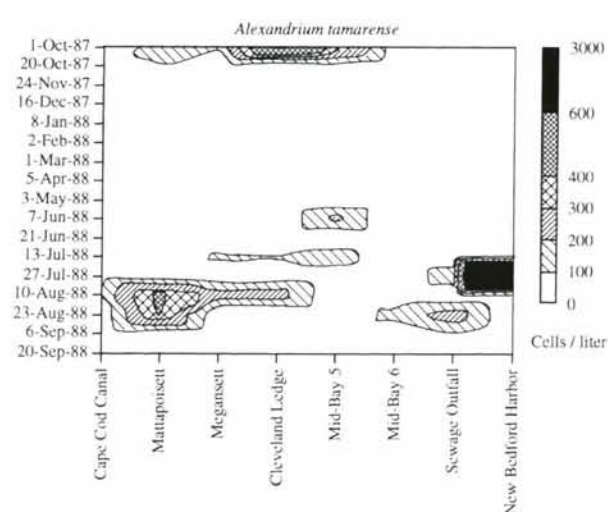 Alexandrium tamarense
1-Oct-87
20-Oct-87
24-Nov-87
16-Dec-87
8-Jan-88
2-Feb-88
1-Mar-88
5-Apr-88
3-May-88
7-Jun-88
21-Jun-88
13-Jul-88
27-Jul-88
10-Aug-88
23-Aug-88
6-Sep-88
20-Sep-88
Cape Cod Canal
Mattapoisett
Megansett
Cleveland Ledge
Mid-Bay 5
Mid-Bay 6
Sewage Outfall
New Bedford Harbor
3000
600
400
300
200
100
0
Cells / liter